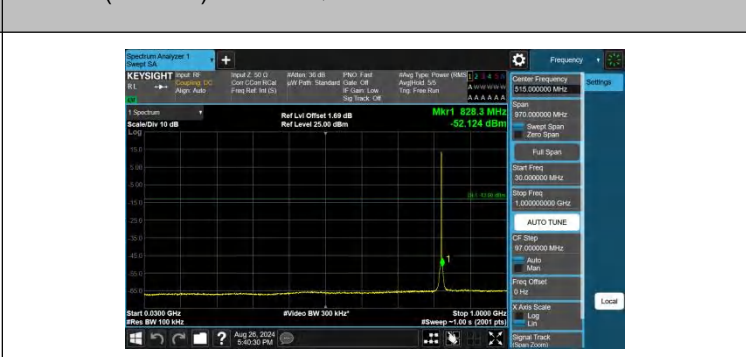 Spectrum Analyzer 1
Swept SA
Frequency
KEYSIGHT
RL
Input: RF
Coupling: DC
Align: Auto
Input Z: 50 Ω
Corr CCorr RCal
Freq Ref: Int (S)
#Atten: 36 dB
µW Path: Standard
PNO: Fast
Gate: Off
IF Gain: Low
Sig Track: Off
#Avg Type: Power (RMS
Avg|Hold: 5/5
Trig: Free Run
Center Frequency
515.000000 MHz
Settings
Span
970.000000 MHz
Swept Span
Zero Span
Full Span
Start Freq
30.000000 MHz
Stop Freq
1.000000000 GHz
AUTO TUNE
CF Step
97.000000 MHz
Auto
Man
Freq Offset
0 Hz
X Axis Scale
Log
Lin
Signal Track
(Span Zoom)
Local
1 Spectrum
Scale/Div 10 dB
Log
Ref Lvl Offset 1.69 dB
Ref Level 25.00 dBm
Mkr1 828.3 MHz
-52.124 dBm
15.0
5.00
-5.00
-15.0
-25.0
-35.0
-45.0
-55.0
-65.0
1
Start 0.0300 GHz
#Res BW 100 kHz
#Video BW 300 kHz*
Stop 1.0000 GHz
#Sweep ~1.00 s (2001 pts)
Aug 26, 2024
5:40:30 PM